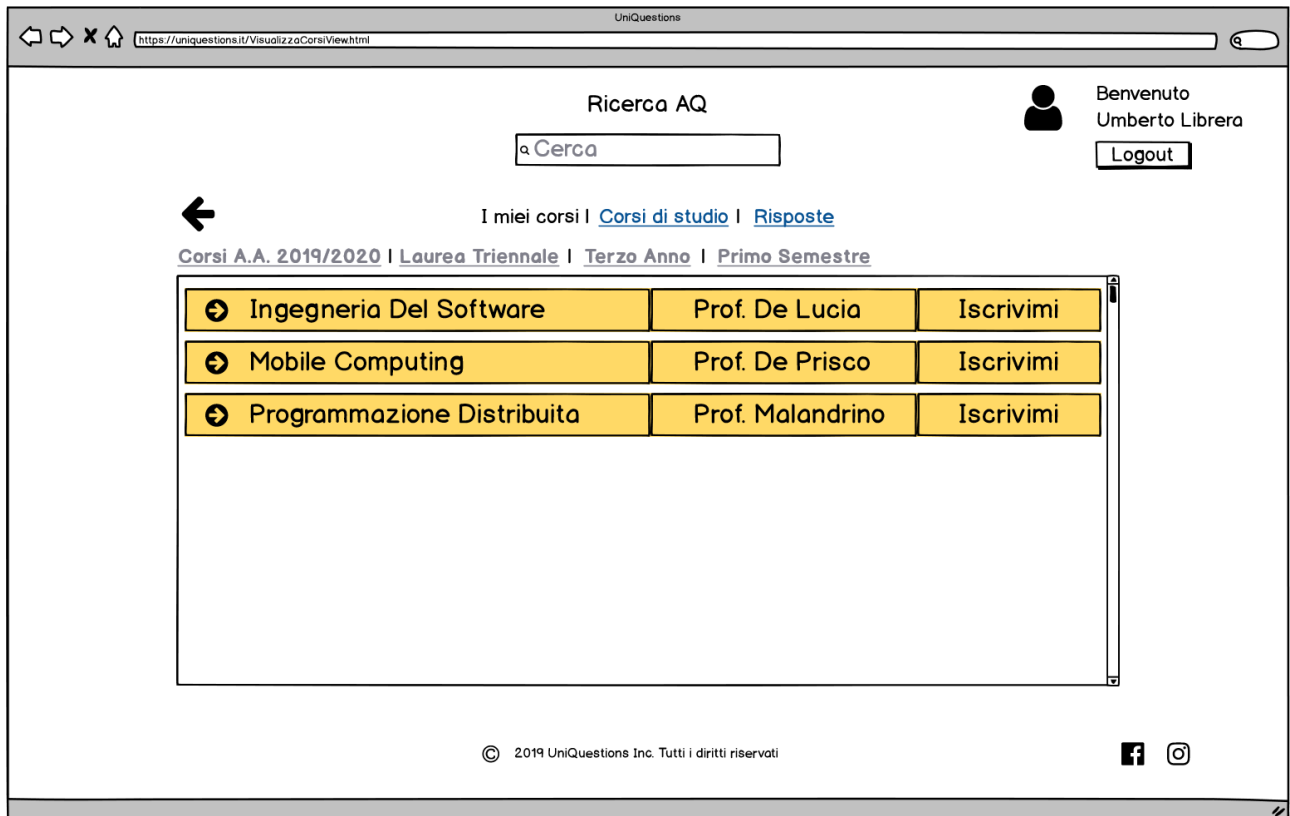 UniQuestions
https://uniquestions.it/VisualizzaCorsiView.html
Ricerca AQ
Benvenuto
Umberto Librera
Cerca
Logout
I miei corsi | Corsi di studio | Risposte
Corsi A.A. 2019/2020 | Laurea Triennale | Terzo Anno | Primo Semestre
Ingegneria Del Software Prof. De Lucia Iscrivimi
Mobile Computing Prof. De Prisco Iscrivimi
Programmazione Distribuita Prof. Malandrino Iscrivimi
© 2019 UniQuestions Inc. Tutti i diritti riservati